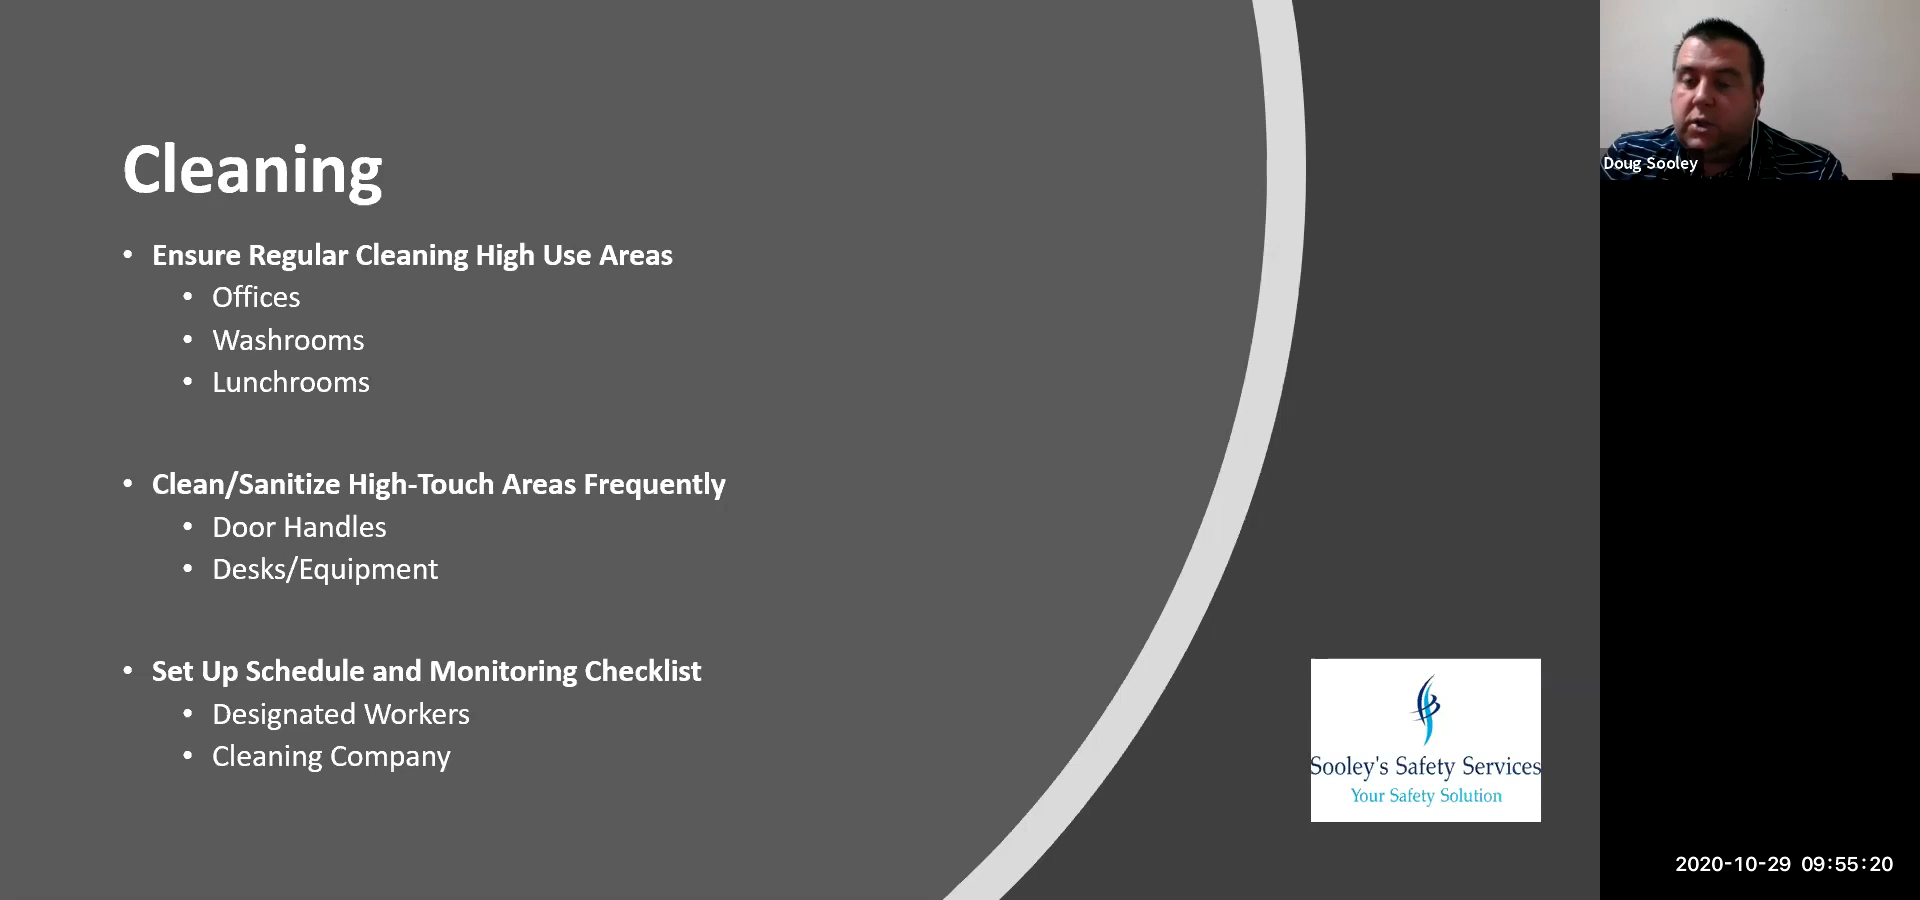 Cleaning
• Ensure Regular Cleaning High Use Areas
• Offices
• Washrooms
• Lunchrooms
• Clean/Sanitize High-Touch Areas Frequently
• Door Handles
• Desks/Equipment
• Set Up Schedule and Monitoring Checklist
• Designated Workers
• Cleaning Company
Sooley's Safety Services
Your Safety Solution
Doug Sooley
2020-10-29 09:55:20